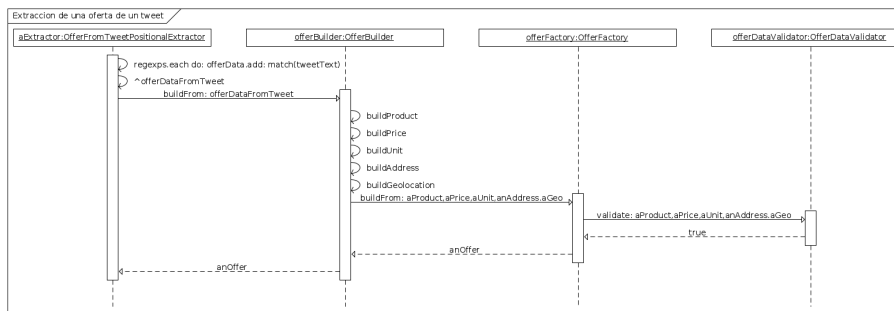 Extraccion de una oferta de un tweet
aExtractor:OfferFromTweetPositionalExtractor
offerBuilder:OfferBuilder
offerFactory:OfferFactory
offerDataValidator:OfferDataValidator
regexps.each do: offerData.add: match(tweetText)
^offerDataFromTweet
buildFrom: offerDataFromTweet
buildProduct
buildPrice
buildUnit
buildAddress
buildGeolocation
buildFrom: aProduct,aPrice,aUnit,anAddress,aGeo
validate: aProduct,aPrice,aUnit,anAddress.aGeo
true
anOffer
anOffer